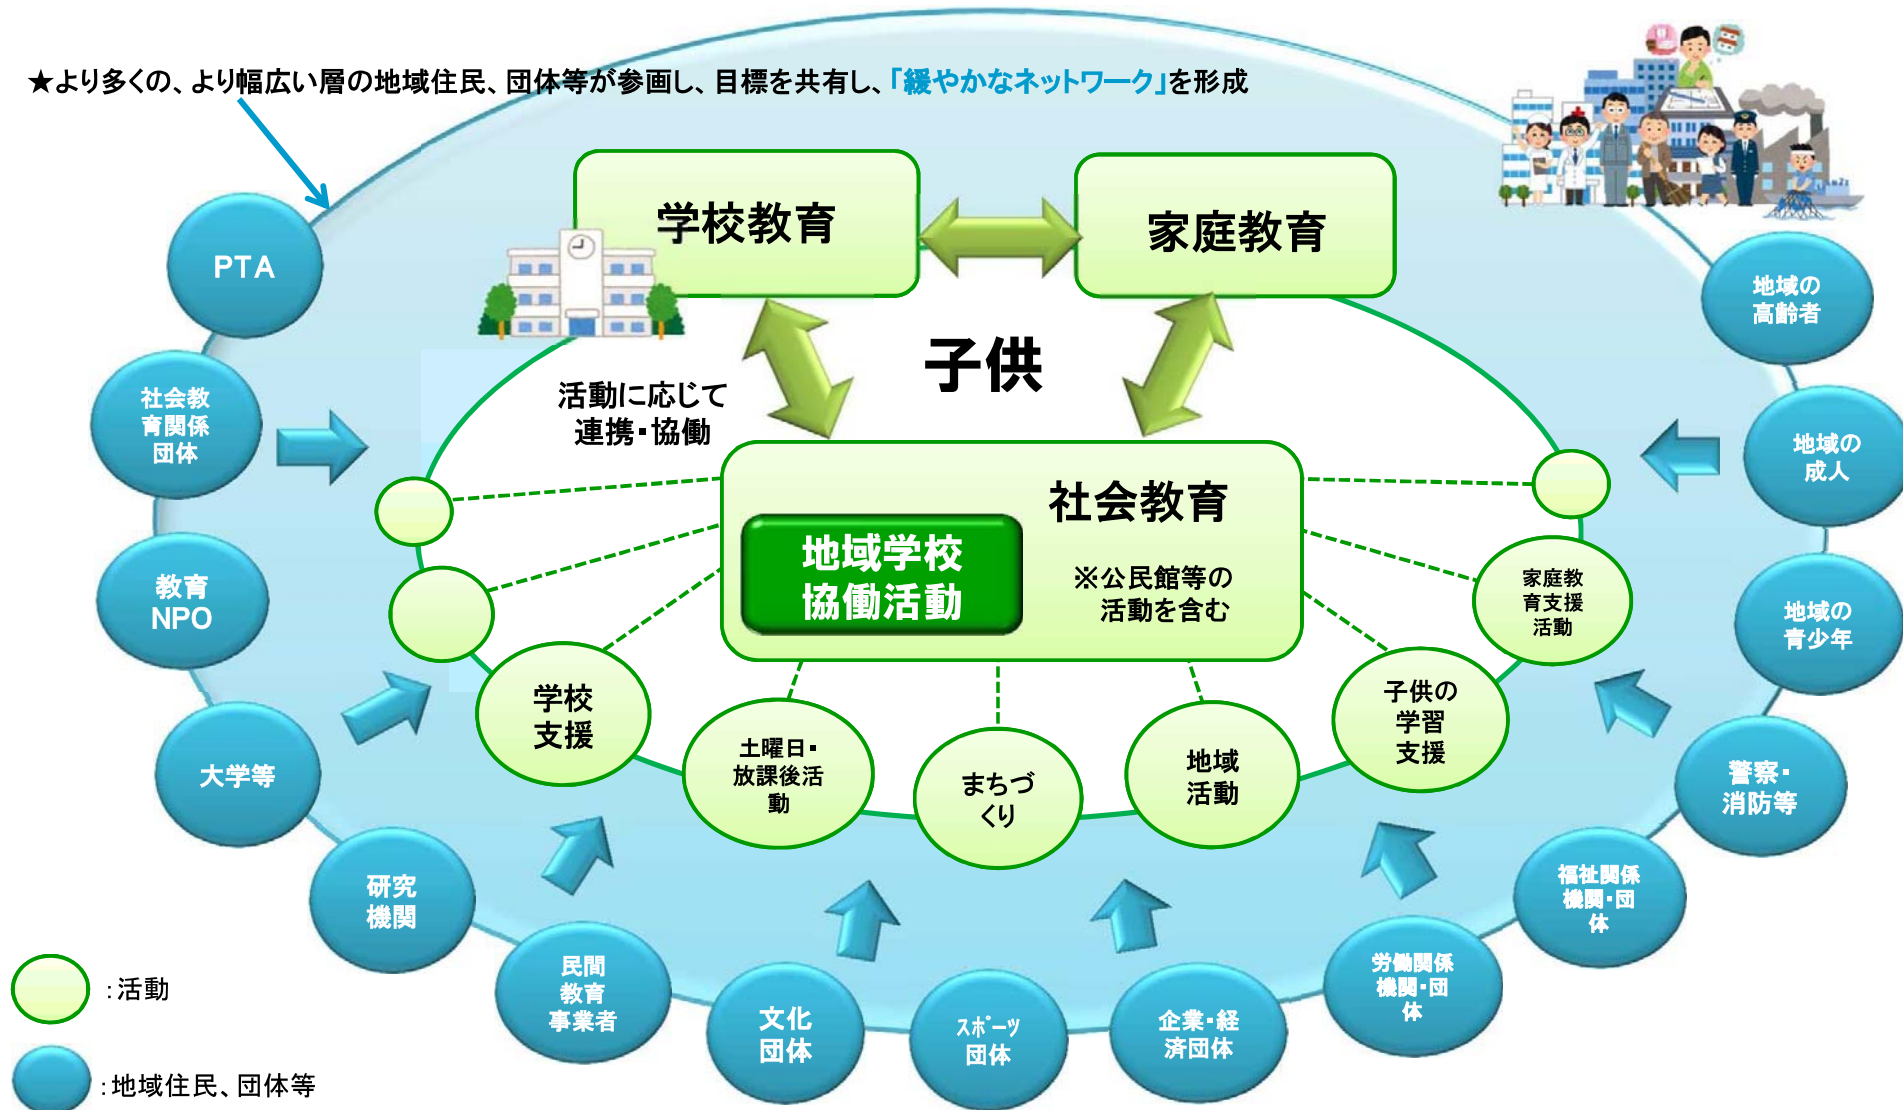 ★より多くの、より幅広い層の地域住民、団体等が参画し、目標を共有し、「緩やかなネットワーク」を形成
学校教育
家庭教育
子供
活動に応じて
連携・協働
社会教育
地域学校
協働活動
※公民館等の
活動を含む
学校
支援
土曜日・
放課後活
動
まちづ
くり
地域
活動
子供の
学習
支援
家庭教
育支援
活動
PTA
社会教
育関係
団体
教育
NPO
大学等
研究
機関
民間
教育
事業者
文化
団体
スポーツ
団体
企業・経
済団体
労働関係
機関・団
体
福祉関係
機関・団
体
警察・
消防等
地域の
青少年
地域の
成人
地域の
高齢者
：活動
：地域住民、団体等